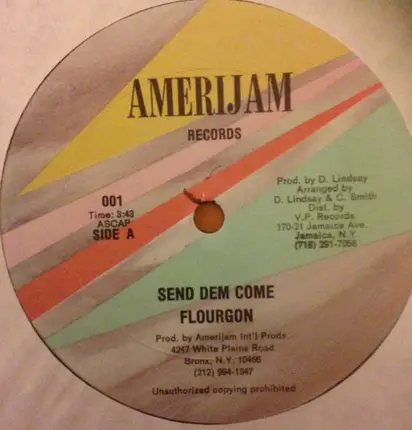 AMERIJAM
RECORDS
001
Time: 3:43
ASCAP
SIDE A
Prod. by D. Lindsay
Arranged by
D. Lindsay & C. Smith
Dist. by
V.P. Records
170-21 Jamaica Ave.
Jamaica, N.Y.
(718) 291-7058
SEND DEM COME
FLOURGON
Prod. by Amerijam Int'l Prods.
4247 White Plains Road
Bronx, N.Y. 10466
(212) 994-1347
Unauthorized copying prohibited